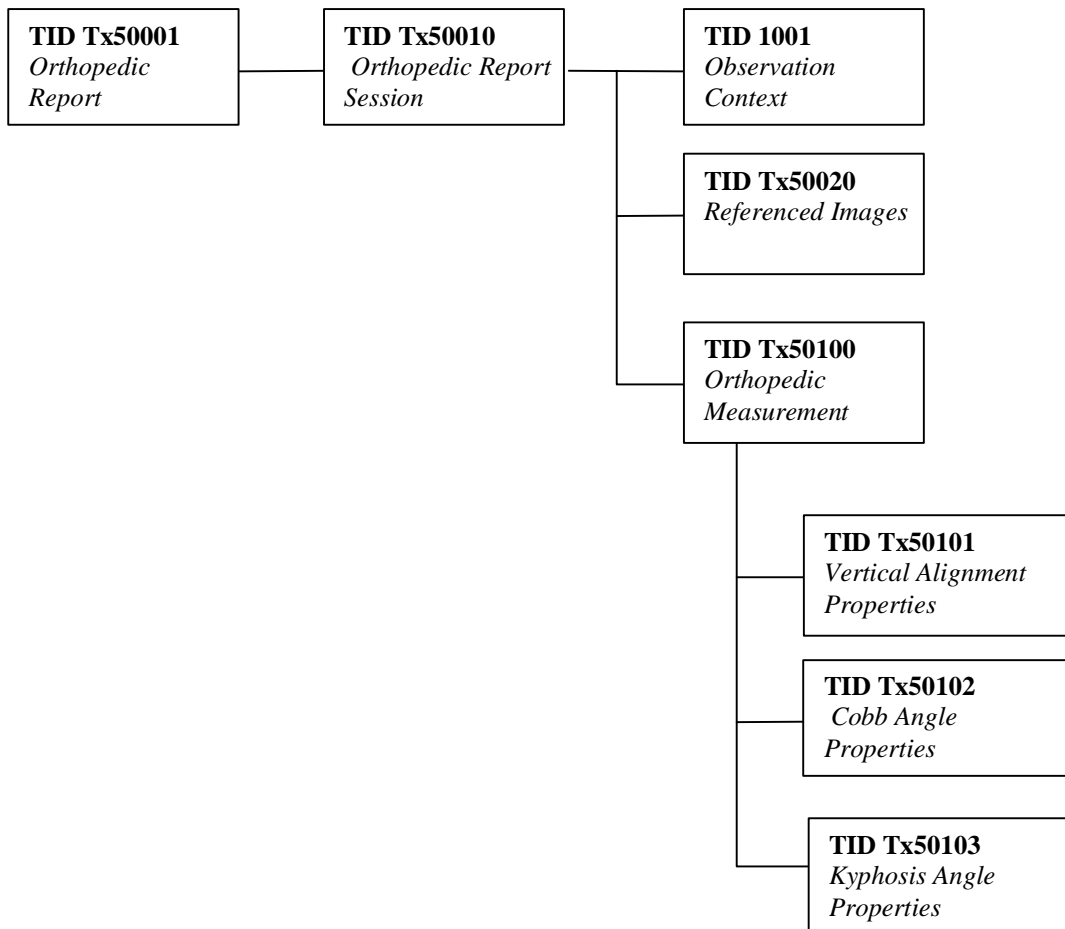 TID Tx50001
Orthopedic
Report
TID Tx50010
Orthopedic Report
Session
TID 1001
Observation
Context
TID Tx50020
Referenced Images
TID Tx50100
Orthopedic
Measurement
TID Tx50101
Vertical Alignment
Properties
TID Tx50102
Cobb Angle
Properties
TID Tx50103
Kyphosis Angle
Properties